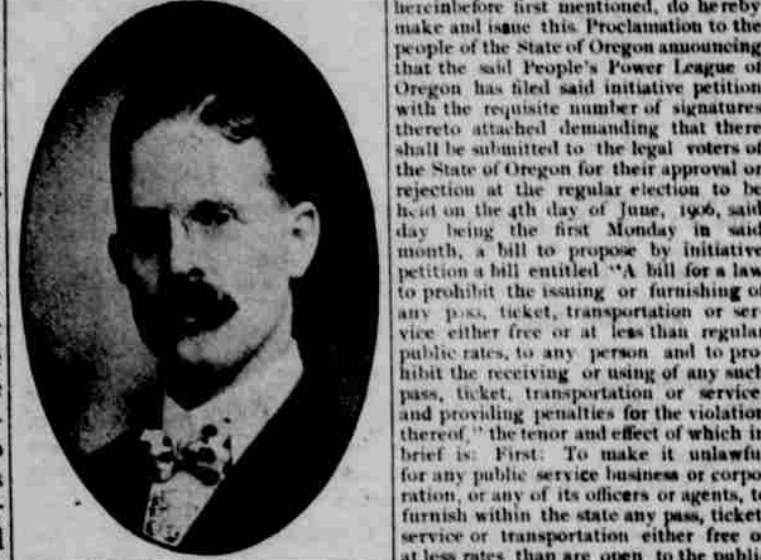 hereinbefore first mentioned, do hereby
make and issue this Proclamation to the
people of the State of Oregon announcing
that the said People's Power League of
Oregon has filed said initiative petition
with the requisite number of signatures
thereto attached demanding that there
shall be submitted to the legal voters of
the State of Oregon for their approval or
rejection at the regular election to be
held on the 4th day of June, 1906, said
day being the first Monday in said
month, a bill to propose by initiative
petition a bill entitled "A bill for a law
to prohibit the issuing or furnishing of
any pass, ticket, transportation or ser-
vice either free or at less than regular
public rates, to any person and to pro-
hibit the receiving or using of any such
pass, ticket, transportation or service
and providing penalties for the violation
thereof," the tenor and effect of which in
brief is: First: To make it unlawfu
for any public service business or corpo
ration, or any of its officers or agents, to
furnish within the state any pass, ticket
service or transportation either free o
at less rates than are open to the public